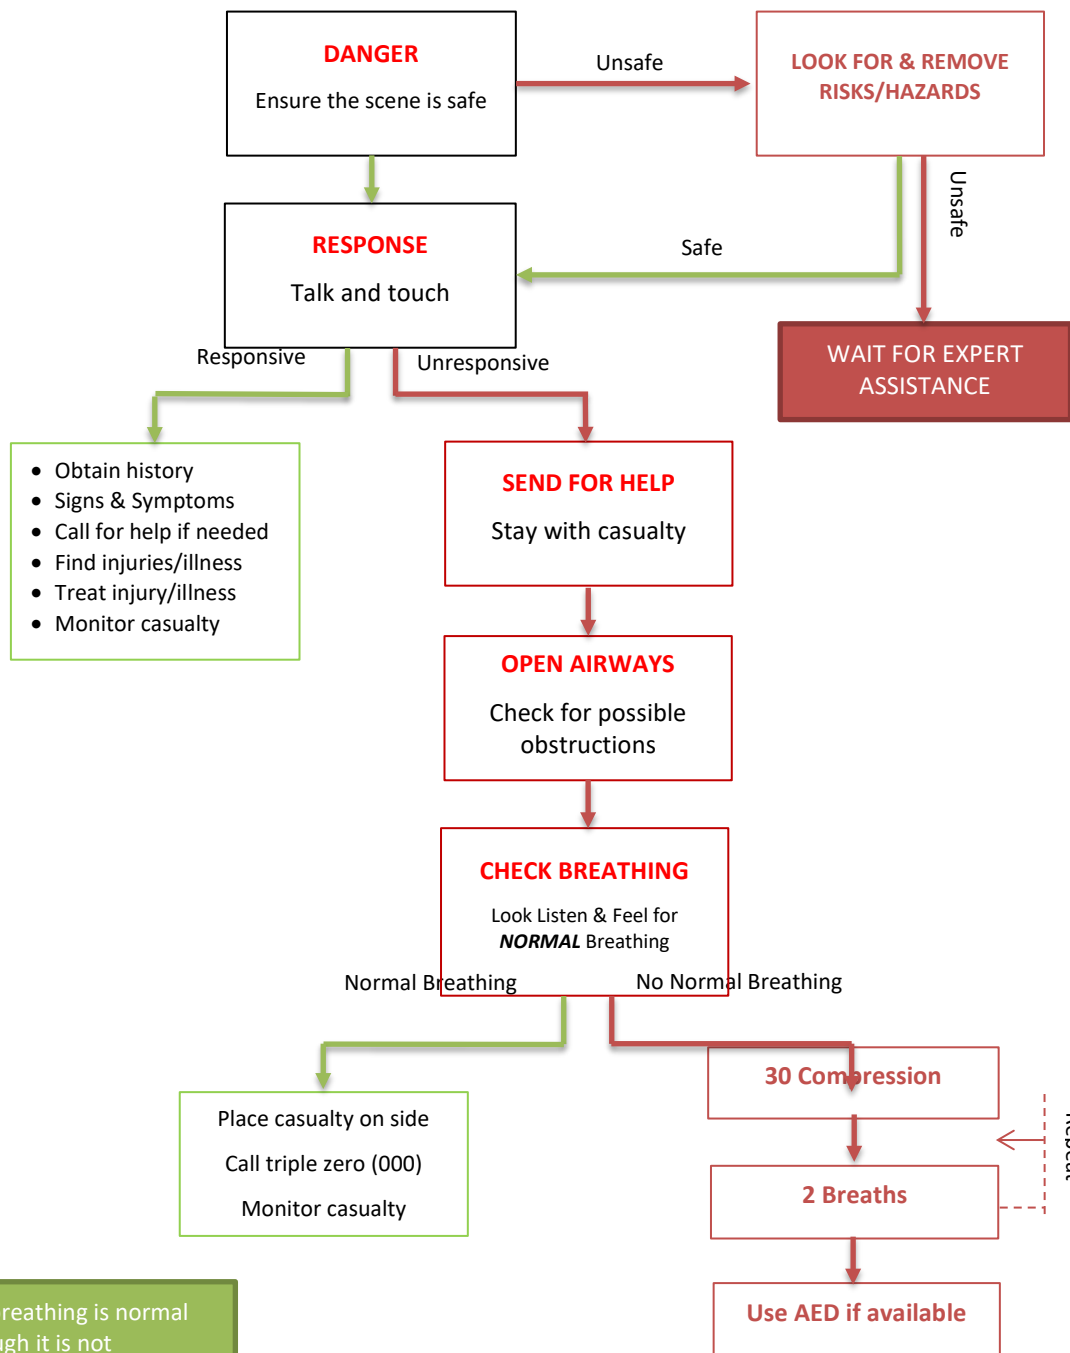 DANGER
Ensure the scene is safe
Unsafe
LOOK FOR & REMOVE
RISKS/HAZARDS
Unsafe
RESPONSE
Talk and touch
Safe
WAIT FOR EXPERT
ASSISTANCE
Responsive
Unresponsive
• Obtain history
• Signs & Symptoms
• Call for help if needed
• Find injuries/illness
• Treat injury/illness
• Monitor casualty
SEND FOR HELP
Stay with casualty
OPEN AIRWAYS
Check for possible
obstructions
CHECK BREATHING
Look Listen & Feel for
NORMAL Breathing
Normal Breathing
No Normal Breathing
Place casualty on side
Call triple zero (000)
Monitor casualty
30 Compression
2 Breaths
Use AED if available
breathing is normal
it is not